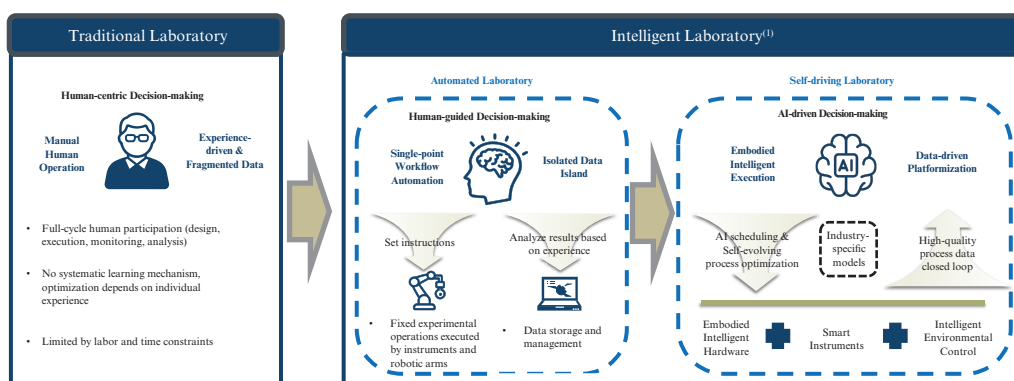 Traditional Laboratory
Human-centric Decision-making
Manual
Human
Operation
Experience-
driven &
Fragmented Data
• Full-cycle human participation (design,
execution, monitoring, analysis)
• No systematic learning mechanism,
optimization depends on individual
experience
• Limited by labor and time constraints
Intelligent Laboratory(1)
Automated Laboratory
Human-guided Decision-making
Single-point
Workflow
Automation
Isolated Data
Island
Set instructions
Analyze results based
on experience
• Fixed experimental
operations executed
by instruments and
robotic arms
• Data storage and
management
Self-driving Laboratory
AI-driven Decision-making
Embodied
Intelligent
Execution
AI
Data-driven
Platformization
AI scheduling &
Self-evolving
process optimization
Industry-
specific
models
High-quality
process data
closed loop
Embodied
Intelligent
Hardware
Smart
Instruments
Intelligent
Environmental
Control